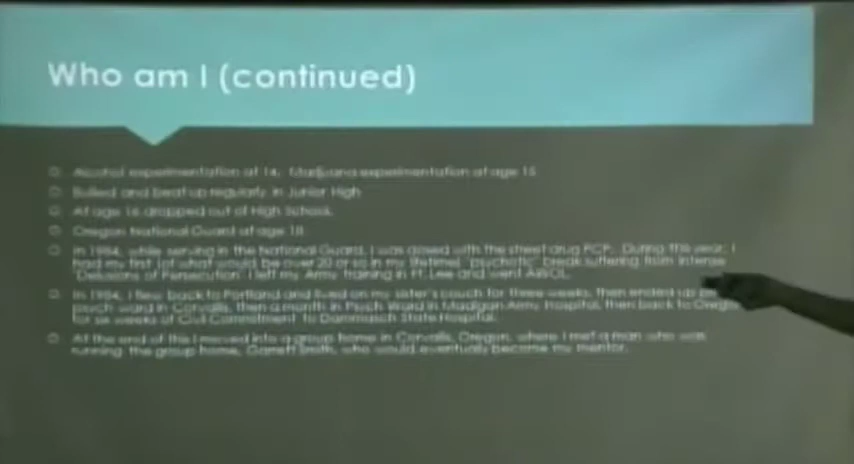 Who am I (continued)
Alcohol experimentation at 14. Marijuana experimentation at age 15
Bullied and beat up regularly in Junior High
At age 16 dropped out of High School.
Oregon National Guard at age 18.
In 1984, while serving in the National Guard, I was dosed with the street drug PCP. During this year, I
had my first (of what would be over 20 or so in my lifetime) "psychotic" break suffering from intense
"Delusions of Persecution" I left my Army training in Ft. Lee and went AWOL.
In 1984, I flew back to Portland and lived on my sister's couch for three weeks, then ended up
psych ward in Corvallis, then a month in Psych Ward in Madigan Army Hospital, then back to
for six weeks of Civil Commitment to Dammasch State Hospital.
At the end of this I moved into a group home in Corvallis, Oregon, where I met a man who was
running the group home, Garrett Smith, who would eventually become my mentor.